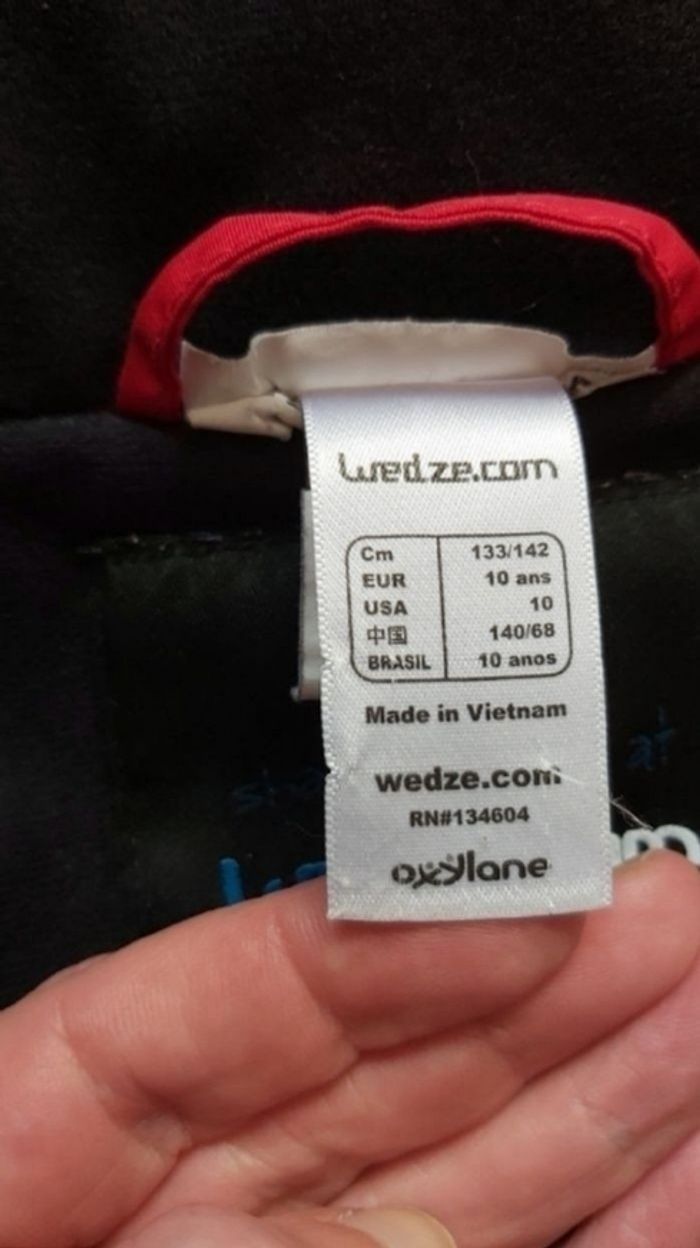 wedze.com
Cm 133/142
EUR 10 ans
USA 10
中国 140/68
BRASIL 10 anos
Made in Vietnam
wedze.com
RN#134604
oxylane